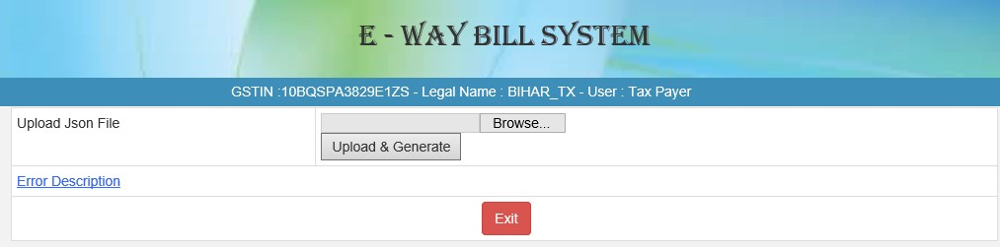 E - WAY BILL SYSTEM
GSTIN :10BQSPA3829E1ZS - Legal Name : BIHAR_TX - User : Tax Payer
Upload Json File
Browse...
Upload & Generate
Error Description
Exit